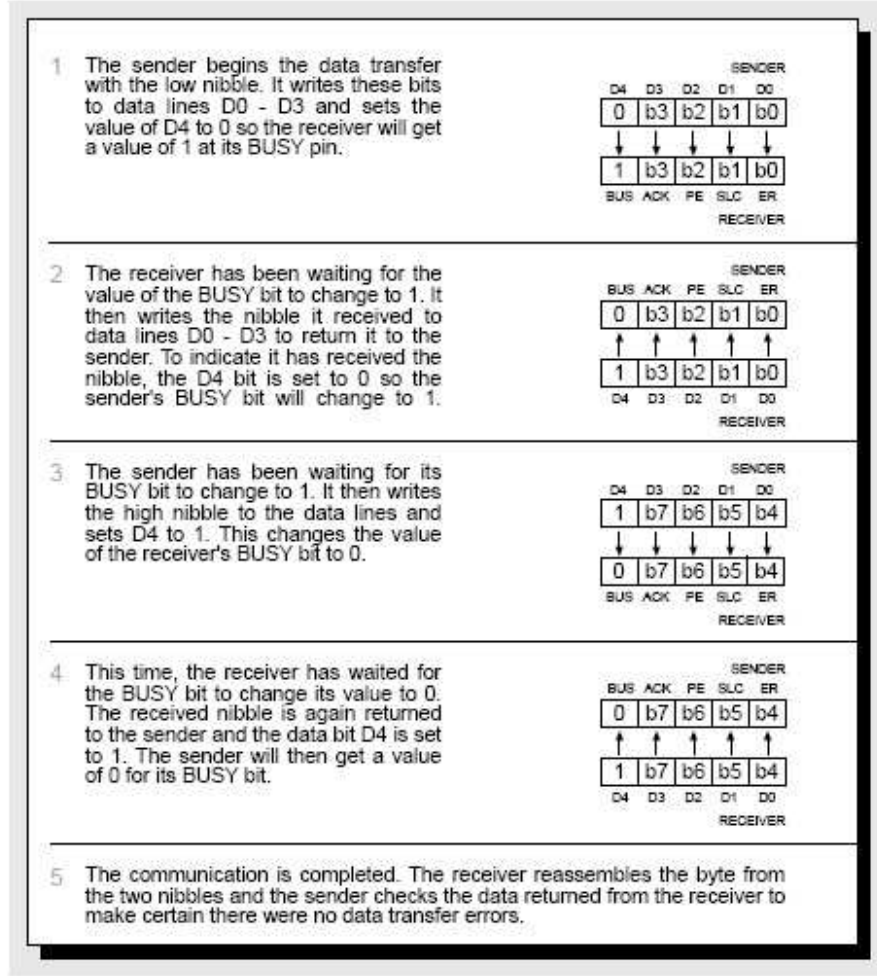 1 The sender begins the data transfer
with the low nibble. It writes these bits
to data lines D0 - D3 and sets the
value of D4 to 0 so the receiver will get
a value of 1 at its BUSY pin.
SENDER
D4 D3 D2 D1 D0
0 b3 b2 b1 b0
1 b3 b2 b1 b0
BUS ACK PE SLC ER
RECEIVER
2 The receiver has been waiting for the
value of the BUSY bit to change to 1. It
then writes the nibble it received to
data lines D0 - D3 to return it to the
sender. To indicate it has received the
nibble, the D4 bit is set to 0 so the
sender's BUSY bit will change to 1.
SENDER
BUS ACK PE SLC ER
0 b3 b2 b1 b0
1 b3 b2 b1 b0
D4 D3 D2 D1 D0
RECEIVER
3 The sender has been waiting for its
BUSY bit to change to 1. It then writes
the high nibble to the data lines and
sets D4 to 1. This changes the value
of the receiver's BUSY bit to 0.
SENDER
D4 D3 D2 D1 D0
1 b7 b6 b5 b4
0 b7 b6 b5 b4
BUS ACK PE SLC ER
RECEIVER
4 This time, the receiver has waited for
the BUSY bit to change its value to 0.
The received nibble is again returned
to the sender and the data bit D4 is set
to 1. The sender will then get a value
of 0 for its BUSY bit.
SENDER
BUS ACK PE SLC ER
0 b7 b6 b5 b4
1 b7 b6 b5 b4
D4 D3 D2 D1 D0
RECEIVER
5 The communication is completed. The receiver reassembles the byte from
the two nibbles and the sender checks the data returned from the receiver to
make certain there were no data transfer errors.